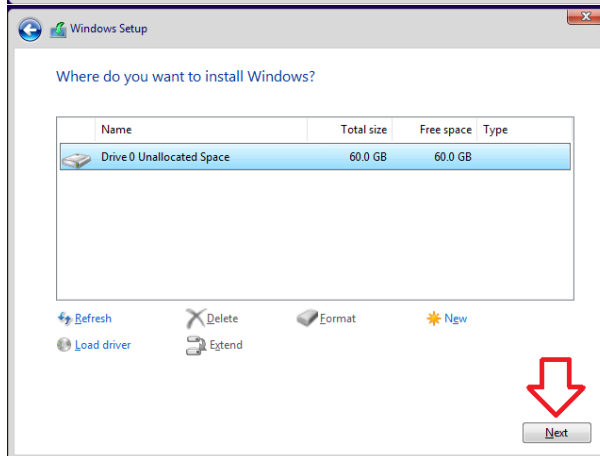 Windows Setup
Where do you want to install Windows?
Name Total size Free space Type
Drive 0 Unallocated Space 60.0 GB 60.0 GB
Refresh Delete Format New
Load driver Extend
Next